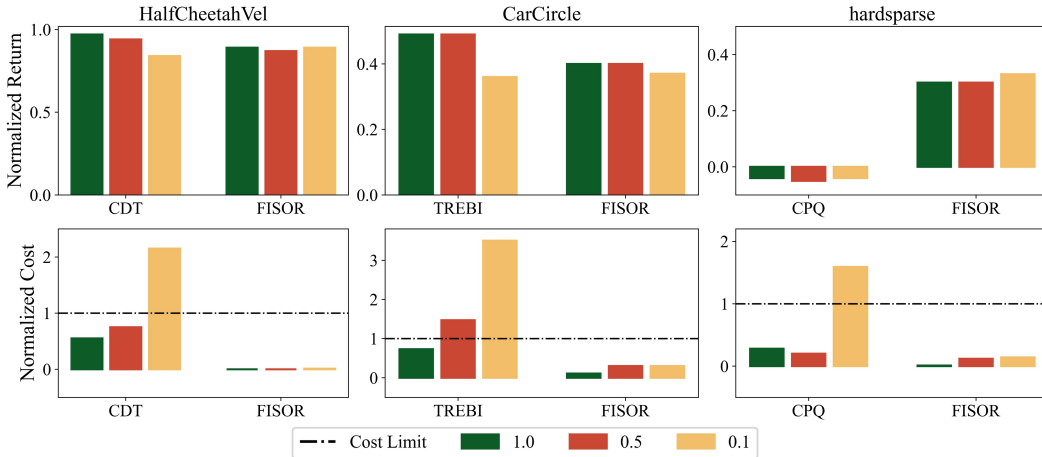 HalfCheetahVel CarCircle hardsparse
Normalized Return
1.0
0.5
0.0
CDT FISOR
0.4
0.2
0.0
TREBI FISOR
0.4
0.2
0.0
CPQ FISOR
Normalized Cost
2
1
0
CDT FISOR
3
2
1
0
TREBI FISOR
2
1
0
CPQ FISOR
Cost Limit 1.0 0.5 0.1